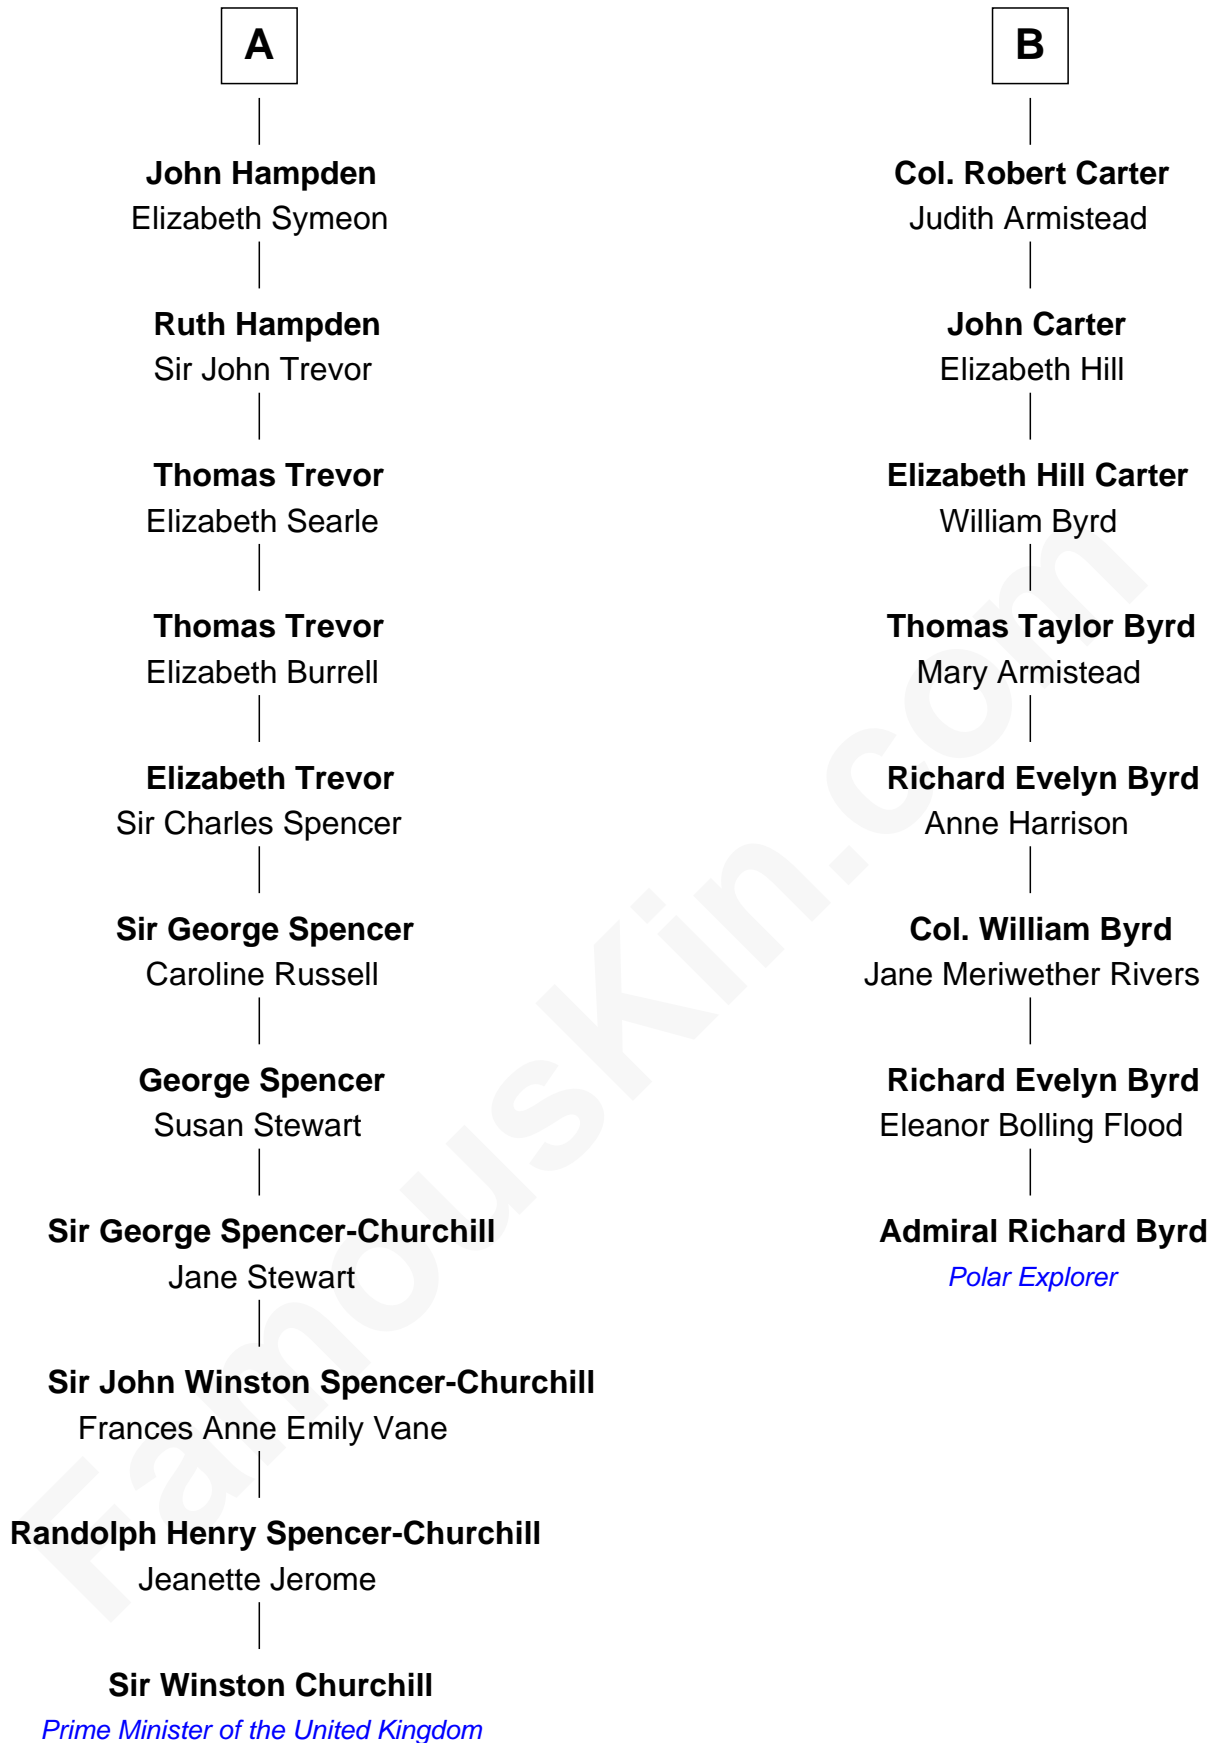 A
John Hampden
Elizabeth Symeon
Ruth Hampden
Sir John Trevor
Thomas Trevor
Elizabeth Searle
Thomas Trevor
Elizabeth Burrell
Elizabeth Trevor
Sir Charles Spencer
Sir George Spencer
Caroline Russell
George Spencer
Susan Stewart
Sir George Spencer-Churchill
Jane Stewart
Sir John Winston Spencer-Churchill
Frances Anne Emily Vane
Randolph Henry Spencer-Churchill
Jeanette Jerome
Sir Winston Churchill
Prime Minister of the United Kingdom
B
Col. Robert Carter
Judith Armistead
John Carter
Elizabeth Hill
Elizabeth Hill Carter
William Byrd
Thomas Taylor Byrd
Mary Armistead
Richard Evelyn Byrd
Anne Harrison
Col. William Byrd
Jane Meriwether Rivers
Richard Evelyn Byrd
Eleanor Bolling Flood
Admiral Richard Byrd
Polar Explorer
FamousKin.com